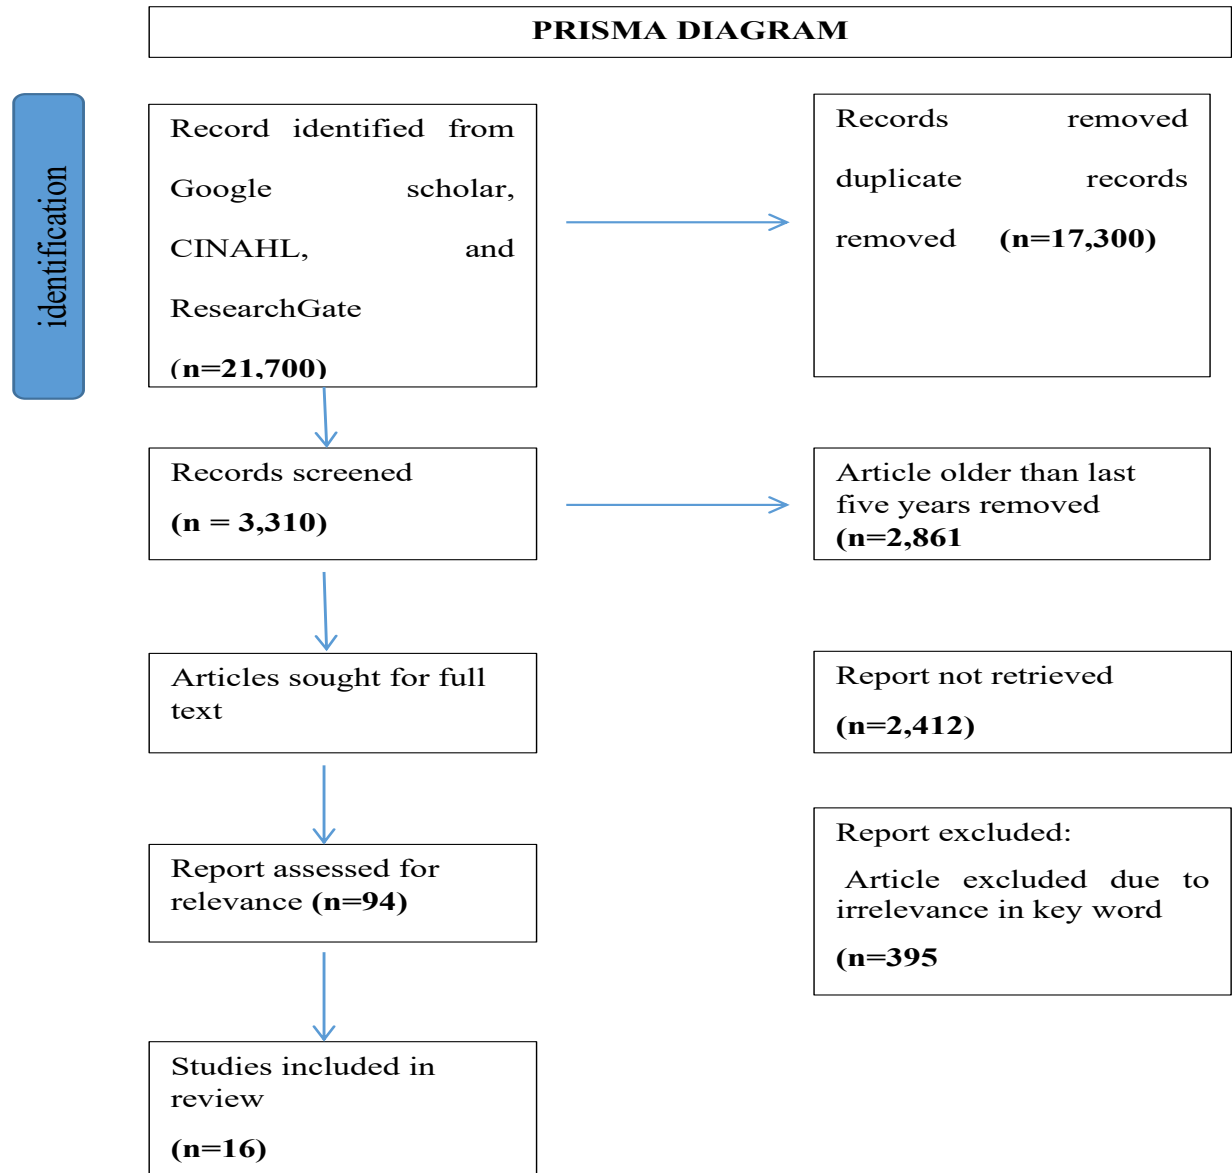 PRISMA DIAGRAM
identification
Record identified from
Google scholar,
CINAHL, and
ResearchGate
(n=21,700)
Records removed
duplicate records
removed (n=17,300)
Records screened
(n = 3,310)
Article older than last
five years removed
(n=2,861
Articles sought for full
text
Report not retrieved
(n=2,412)
Report assessed for
relevance (n=94)
Report excluded:
Article excluded due to
irrelevance in key word
(n=395
Studies included in
review
(n=16)